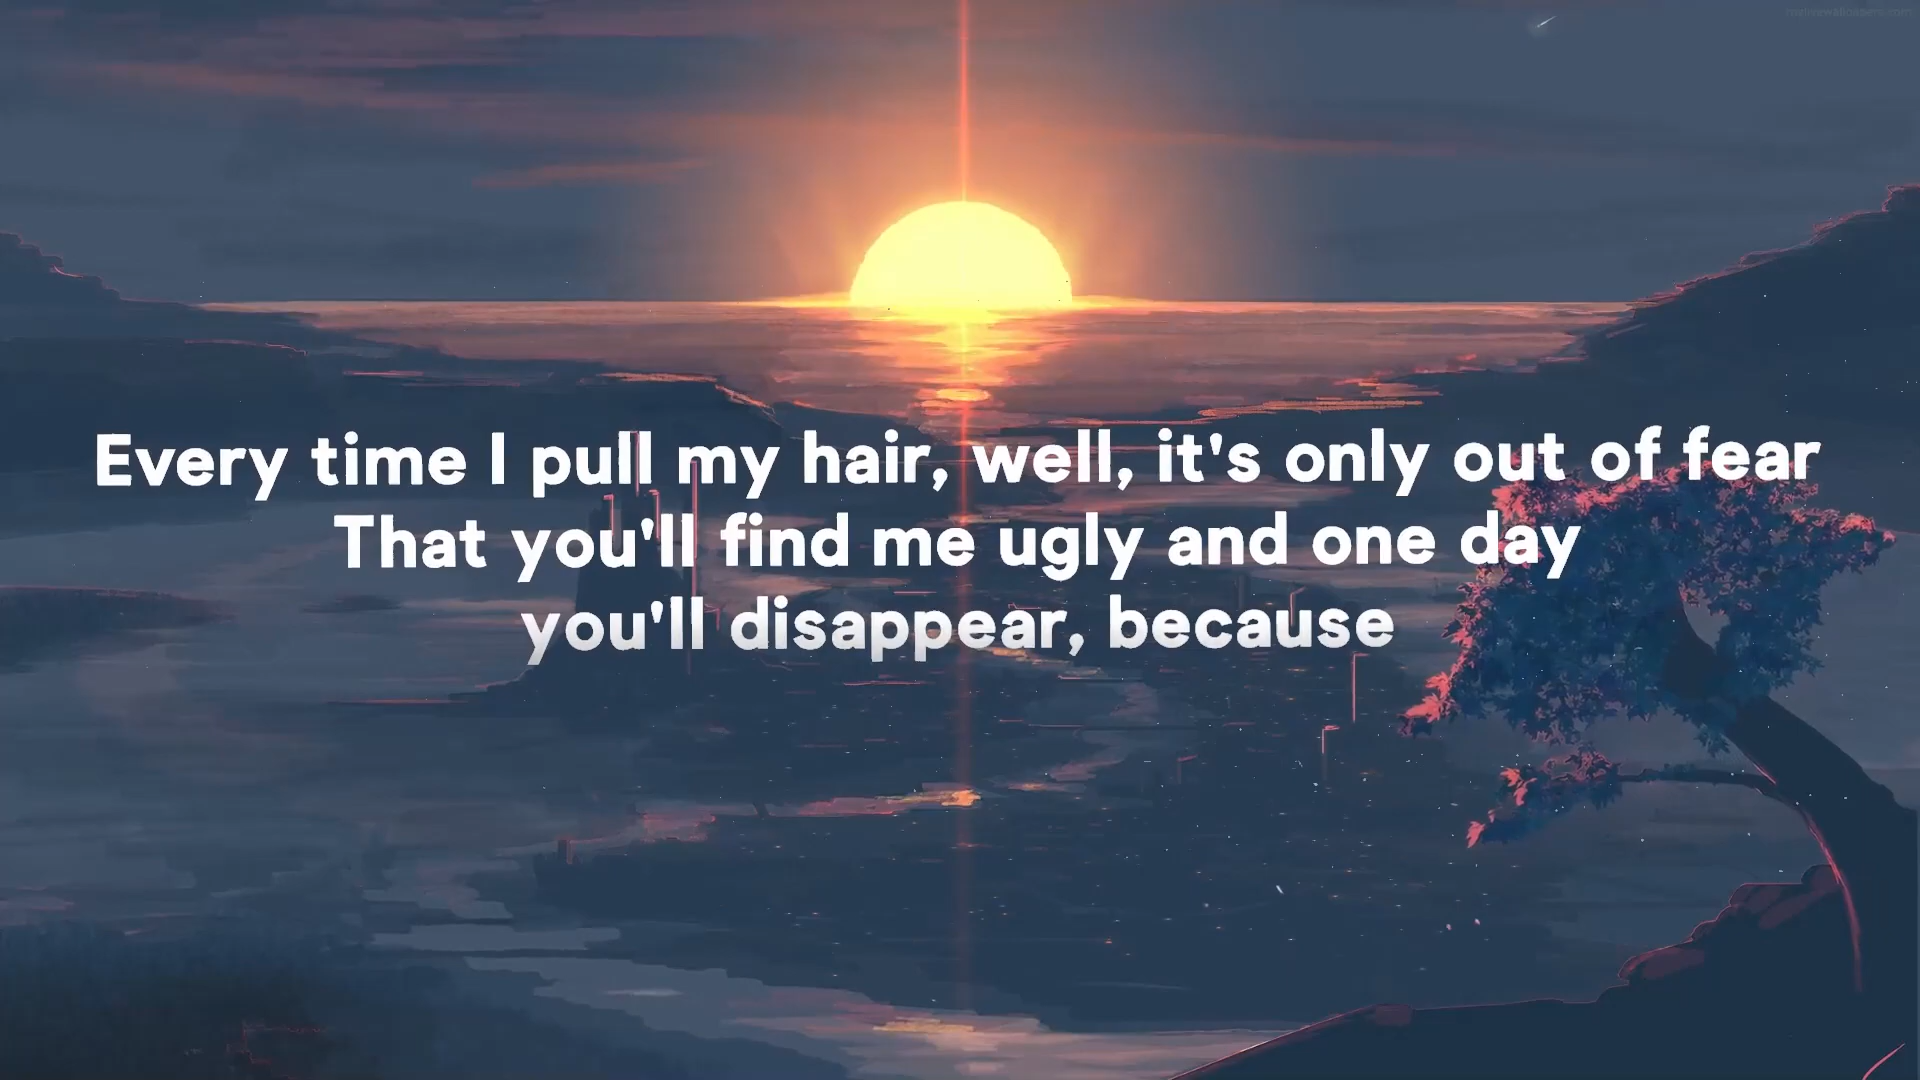 Every time I pull my hair, well, it's only out of fear
That you'll find me ugly and one day
you'll disappear, because